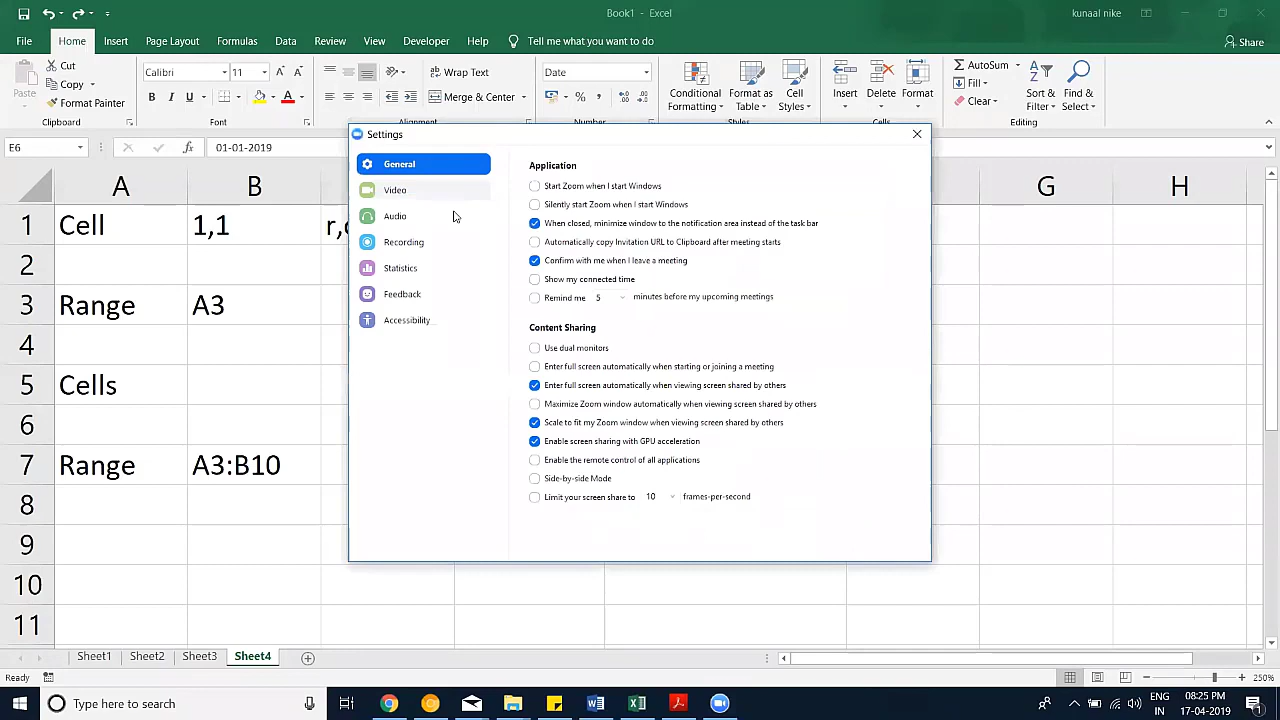 Book1 - Excel
kunaal nike
File Home Insert Page Layout Formulas Data Review View Developer Help Tell me what you want to do Share
Paste Cut Calibri 11 Wrap Text Date Conditional Formatting Format as Table Cell Styles Insert Delete Format AutoSum Sort & Filter Find & Select
Copy Fill
Format Painter B I U Merge & Center % , Clear
Clipboard Font Alignment Number Styles Cells Editing
E6 fx 01-01-2019
Settings
A B G H
1 Cell 1,1
2
3 Range A3
4
5 Cells
6
7 Range A3:B10
8
9
10
11
General
Video
Audio
Recording
Statistics
Feedback
Accessibility
Application
Start Zoom when I start Windows
Silently start Zoom when I start Windows
When closed, minimize window to the notification area instead of the task bar
Automatically copy Invitation URL to Clipboard after meeting starts
Confirm with me when I leave a meeting
Show my connected time
Remind me 5 minutes before my upcoming meetings
Content Sharing
Use dual monitors
Enter full screen automatically when starting or joining a meeting
Enter full screen automatically when viewing screen shared by others
Maximize Zoom window automatically when viewing screen shared by others
Scale to fit my Zoom window when viewing screen shared by others
Enable screen sharing with GPU acceleration
Enable the remote control of all applications
Side-by-side Mode
Limit your screen share to 10 frames-per-second
Sheet1 Sheet2 Sheet3 Sheet4
Ready 250%
Type here to search
ENG 08:25 PM
IN 17-04-2019